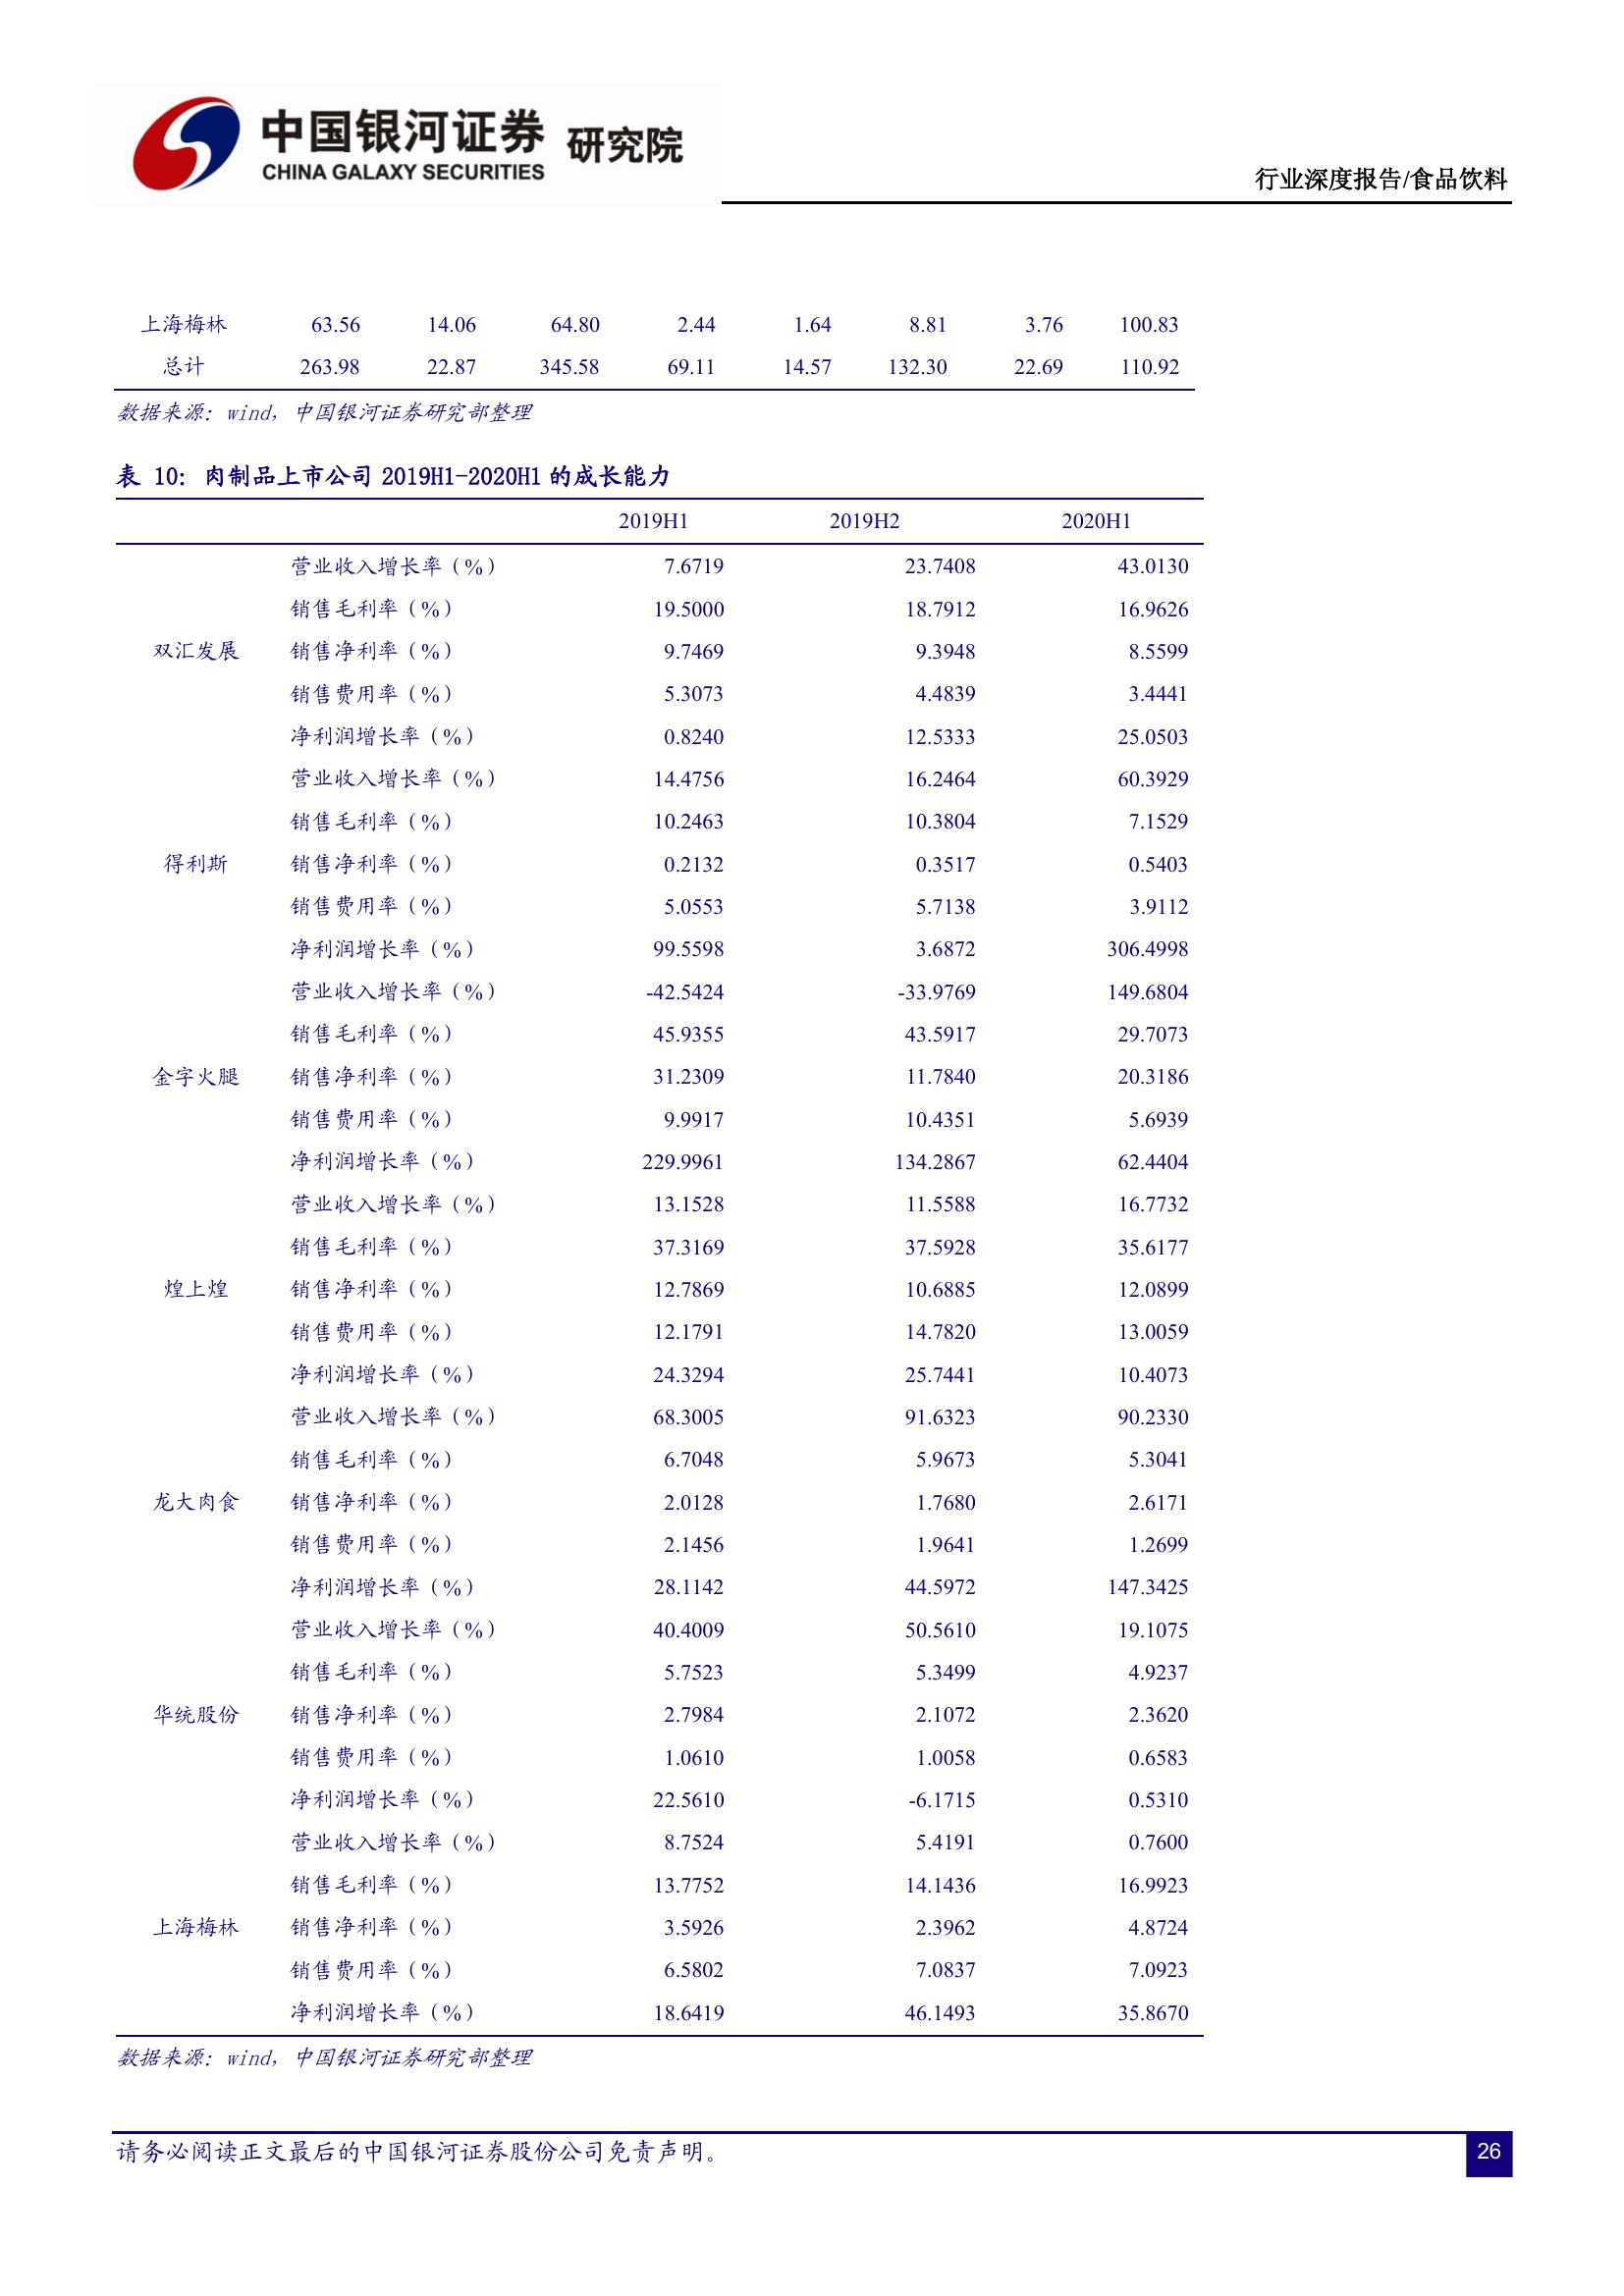 中国银河证券 研究院
CHINA GALAXY SECURITIES
行业深度报告/食品饮料
上海梅林 63.56 14.06 64.80 2.44 1.64 8.81 3.76 100.83
总计 263.98 22.87 345.58 69.11 14.57 132.30 22.69 110.92
数据来源：wind，中国银河证券研究部整理
表 10：肉制品上市公司 2019H1-2020H1 的成长能力
2019H1 2019H2 2020H1
营业收入增长率（%） 7.6719 23.7408 43.0130
销售毛利率（%） 19.5000 18.7912 16.9626
双汇发展 销售净利率（%） 9.7469 9.3948 8.5599
销售费用率（%） 5.3073 4.4839 3.4441
净利润增长率（%） 0.8240 12.5333 25.0503
营业收入增长率（%） 14.4756 16.2464 60.3929
销售毛利率（%） 10.2463 10.3804 7.1529
得利斯 销售净利率（%） 0.2132 0.3517 0.5403
销售费用率（%） 5.0553 5.7138 3.9112
净利润增长率（%） 99.5598 3.6872 306.4998
营业收入增长率（%） -42.5424 -33.9769 149.6804
销售毛利率（%） 45.9355 43.5917 29.7073
金字火腿 销售净利率（%） 31.2309 11.7840 20.3186
销售费用率（%） 9.9917 10.4351 5.6939
净利润增长率（%） 229.9961 134.2867 62.4404
营业收入增长率（%） 13.1528 11.5588 16.7732
销售毛利率（%） 37.3169 37.5928 35.6177
煌上煌 销售净利率（%） 12.7869 10.6885 12.0899
销售费用率（%） 12.1791 14.7820 13.0059
净利润增长率（%） 24.3294 25.7441 10.4073
营业收入增长率（%） 68.3005 91.6323 90.2330
销售毛利率（%） 6.7048 5.9673 5.3041
龙大肉食 销售净利率（%） 2.0128 1.7680 2.6171
销售费用率（%） 2.1456 1.9641 1.2699
净利润增长率（%） 28.1142 44.5972 147.3425
营业收入增长率（%） 40.4009 50.5610 19.1075
销售毛利率（%） 5.7523 5.3499 4.9237
华统股份 销售净利率（%） 2.7984 2.1072 2.3620
销售费用率（%） 1.0610 1.0058 0.6583
净利润增长率（%） 22.5610 -6.1715 0.5310
营业收入增长率（%） 8.7524 5.4191 0.7600
销售毛利率（%） 13.7752 14.1436 16.9923
上海梅林 销售净利率（%） 3.5926 2.3962 4.8724
销售费用率（%） 6.5802 7.0837 7.0923
净利润增长率（%） 18.6419 46.1493 35.8670
数据来源：wind，中国银河证券研究部整理
请务必阅读正文最后的中国银河证券股份公司免责声明。
26